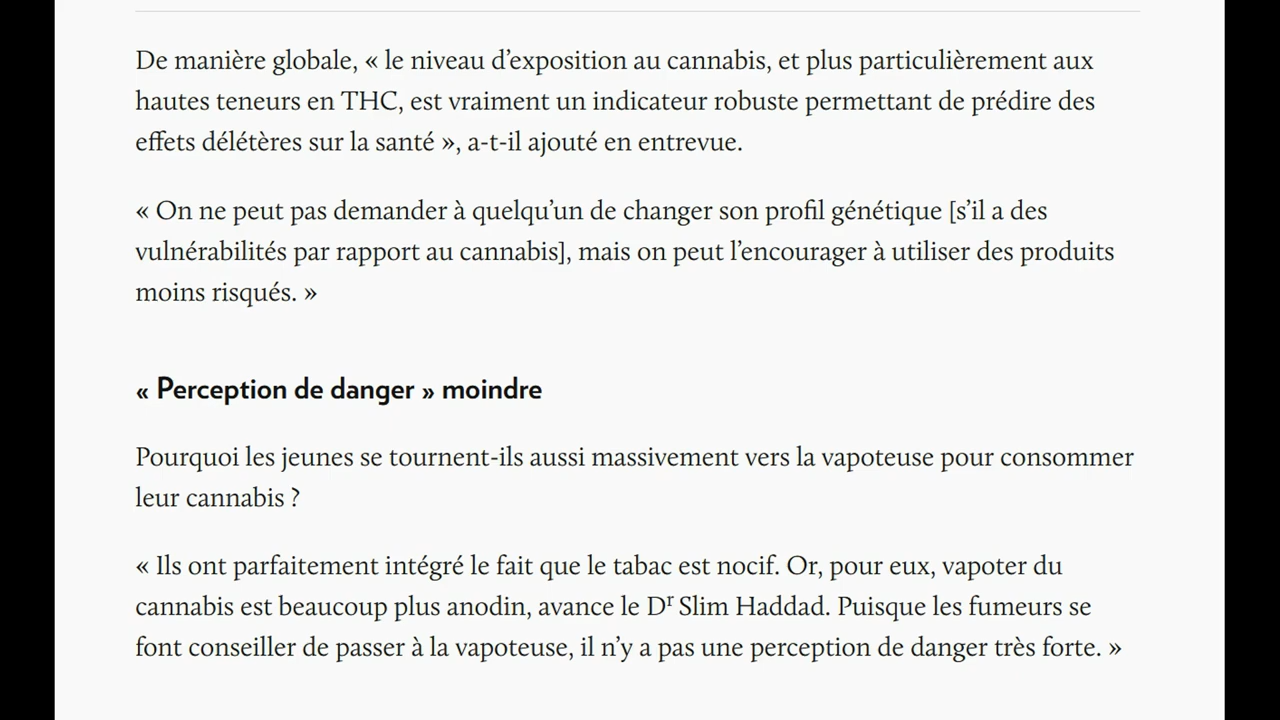 De manière globale, « le niveau d’exposition au cannabis, et plus particulièrement aux
hautes teneurs en THC, est vraiment un indicateur robuste permettant de prédire des
effets délétères sur la santé », a-t-il ajouté en entrevue.
« On ne peut pas demander à quelqu’un de changer son profil génétique [s’il a des
vulnérabilités par rapport au cannabis], mais on peut l’encourager à utiliser des produits
moins risqués. »
« Perception de danger » moindre
Pourquoi les jeunes se tournent-ils aussi massivement vers la vapoteuse pour consommer
leur cannabis ?
« Ils ont parfaitement intégré le fait que le tabac est nocif. Or, pour eux, vapoter du
cannabis est beaucoup plus anodin, avance le Dʳ Slim Haddad. Puisque les fumeurs se
font conseiller de passer à la vapoteuse, il n’y a pas une perception de danger très forte. »